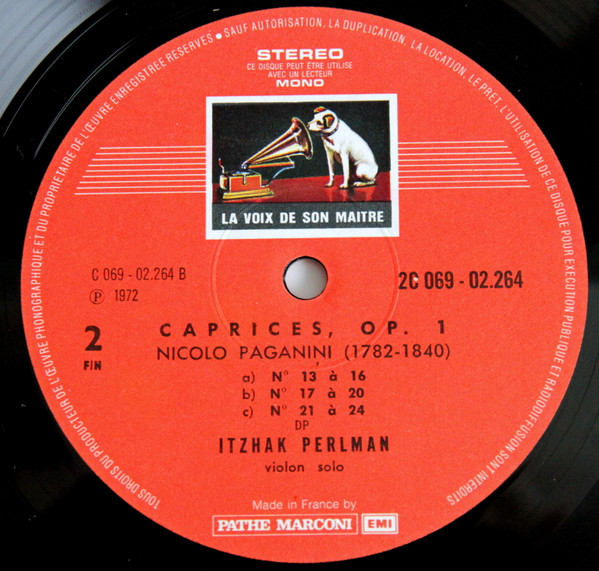 TOUS DROITS DU PRODUCTEUR DE L'ŒUVRE PHONOGRAPHIQUE ET DU PROPRIETAIRE DE L'ŒUVRE ENREGISTREE RESERVES ● SAUF AUTORISATION, LA DUPLICATION, LA LOCATION, LE PRET, L'UTILISATION DE CE DISQUE POUR EXECUTION PUBLIQUE ET RADIODIFFUSION SONT INTERDITS
STEREO
CE DISQUE PEUT ÊTRE UTILISE
AVEC UN LECTEUR
MONO
LA VOIX DE SON MAITRE
C 069 - 02.264 B
2C 069 - 02.264
Ⓟ 1972
2
FIN
CAPRICES, OP. 1
NICOLO PAGANINI (1782-1840)
a) N° 13 à 16
b) N° 17 à 20
c) N° 21 à 24
DP
ITZHAK PERLMAN
violon solo
Made in France by
PATHE MARCONI EMI